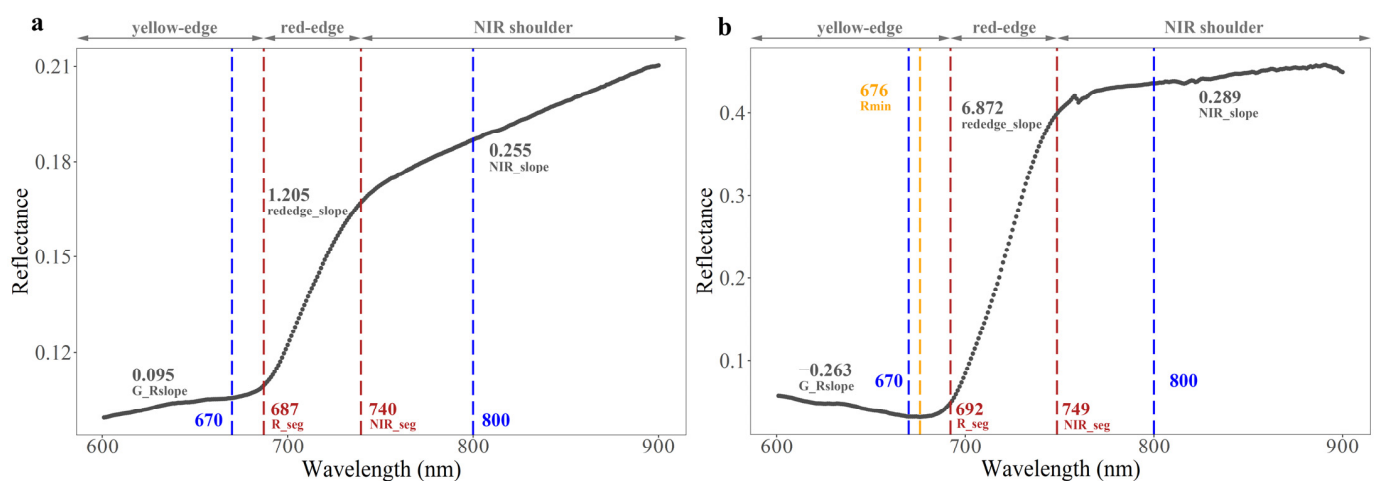 a
yellow-edge
red-edge
NIR shoulder
0.21
0.18
0.15
0.12
Reflectance
0.255
NIR_slope
1.205
rededge_slope
0.095
G_Rslope
670
687
R_seg
740
NIR_seg
800
600
700
800
900
Wavelength (nm)
b
yellow-edge
red-edge
NIR shoulder
0.4
0.3
0.2
0.1
Reflectance
676
Rmin
6.872
rededge_slope
0.289
NIR_slope
−0.263
G_Rslope
670
692
R_seg
749
NIR_seg
800
600
700
800
900
Wavelength (nm)